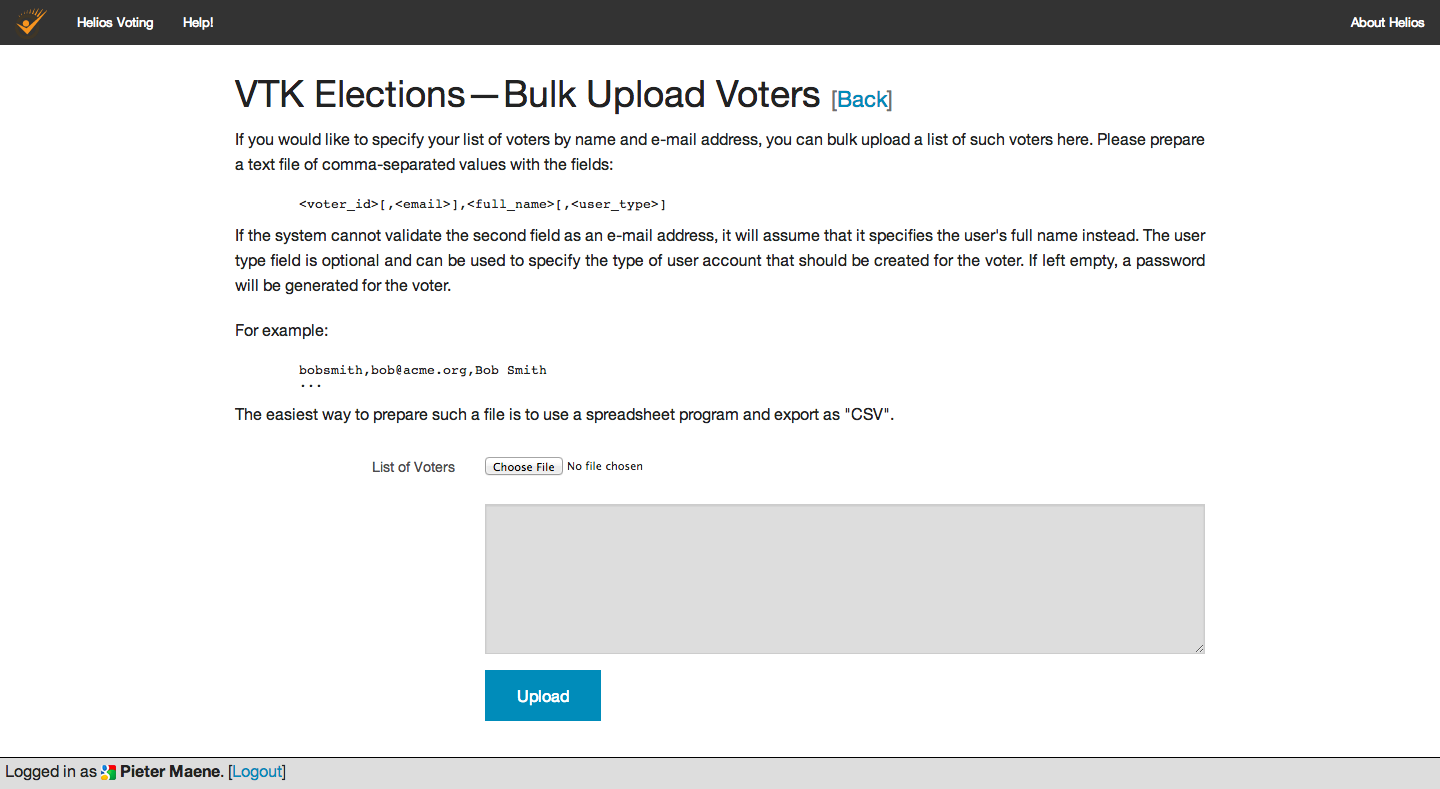 Helios Voting Help! About Helios
VTK Elections — Bulk Upload Voters [Back]
If you would like to specify your list of voters by name and e-mail address, you can bulk upload a list of such voters here. Please prepare
a text file of comma-separated values with the fields:
<voter_id>[,<email>],<full_name>[,<user_type>]
If the system cannot validate the second field as an e-mail address, it will assume that it specifies the user's full name instead. The user
type field is optional and can be used to specify the type of user account that should be created for the voter. If left empty, a password
will be generated for the voter.
For example:
bobsmith,bob@acme.org,Bob Smith
...
The easiest way to prepare such a file is to use a spreadsheet program and export as "CSV".
List of Voters Choose File No file chosen
Upload
Logged in as Pieter Maene. [Logout]